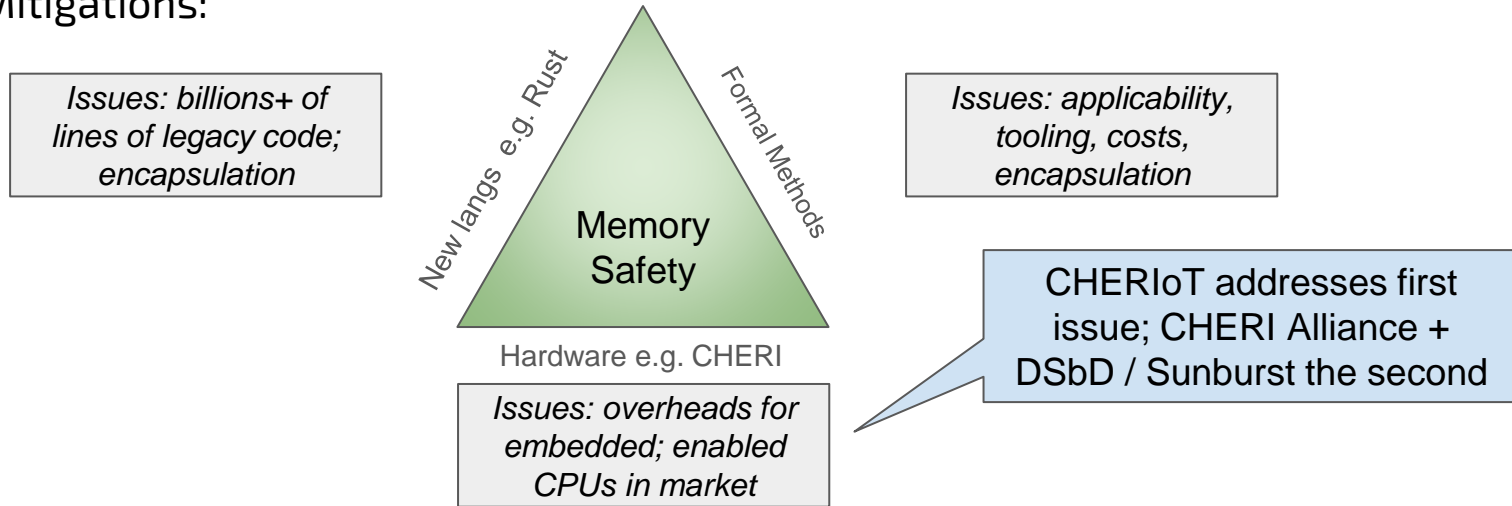 Mitigations:
Issues: billions+ of
lines of legacy code;
encapsulation
New langs e.g. Rust
Formal Methods
Issues: applicability,
tooling, costs,
encapsulation
Memory
Safety
Hardware e.g. CHERI
Issues: overheads for
embedded; enabled
CPUs in market
CHERIoT addresses first
issue; CHERI Alliance +
DSbD / Sunburst the second